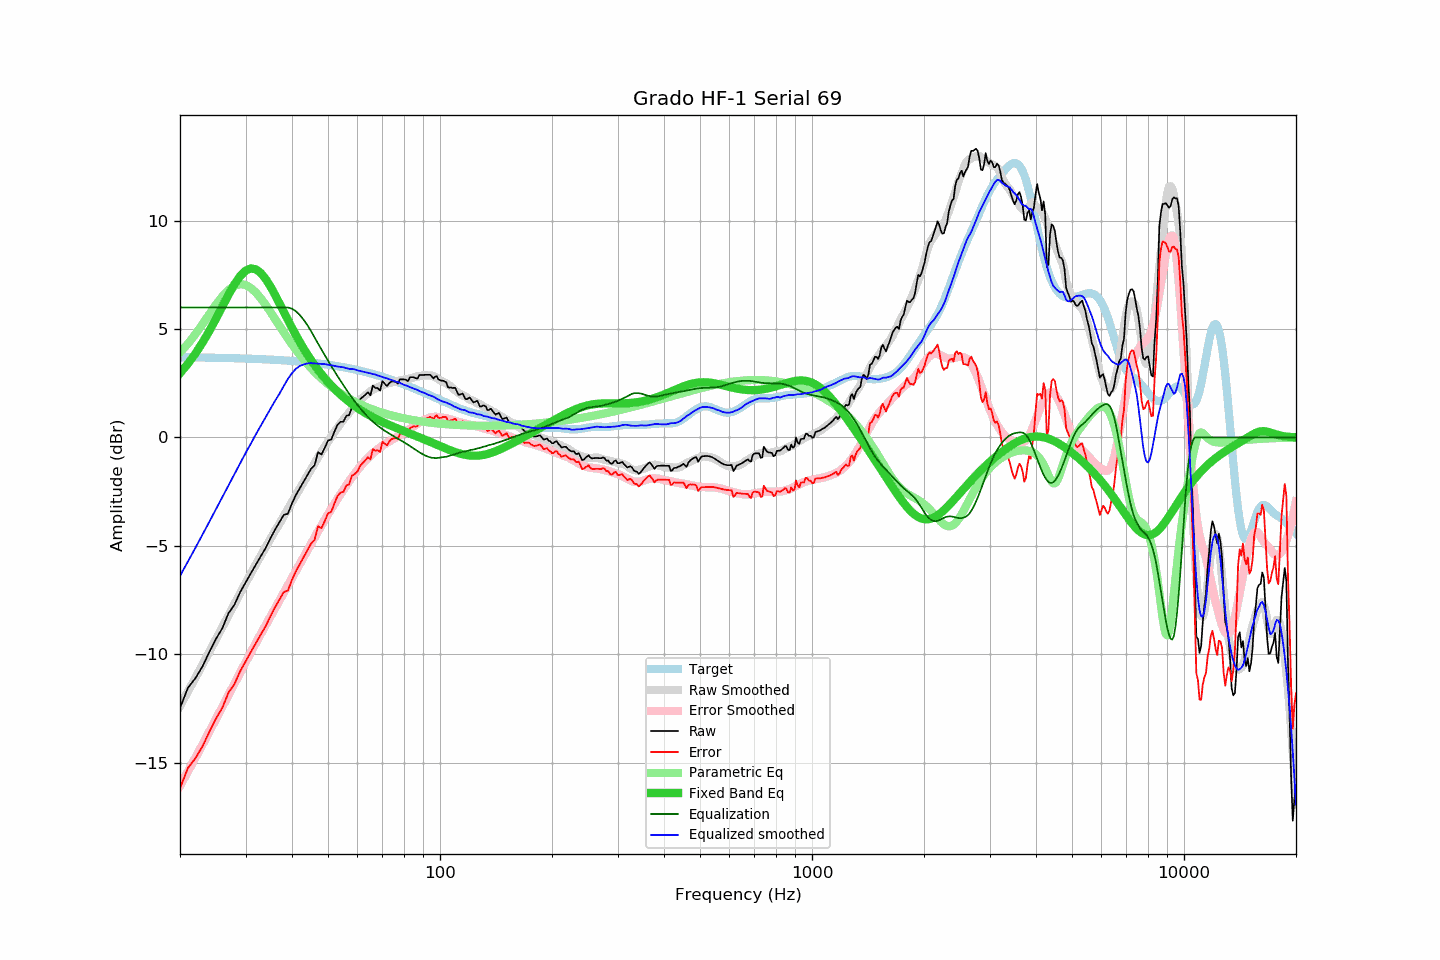 Grado HF-1 Serial 69
Amplitude (dBr)
10
5
0
−5
−10
−15
Target
Raw Smoothed
Error Smoothed
Raw
Error
Parametric Eq
Fixed Band Eq
Equalization
Equalized smoothed
100
1000
10000
Frequency (Hz)